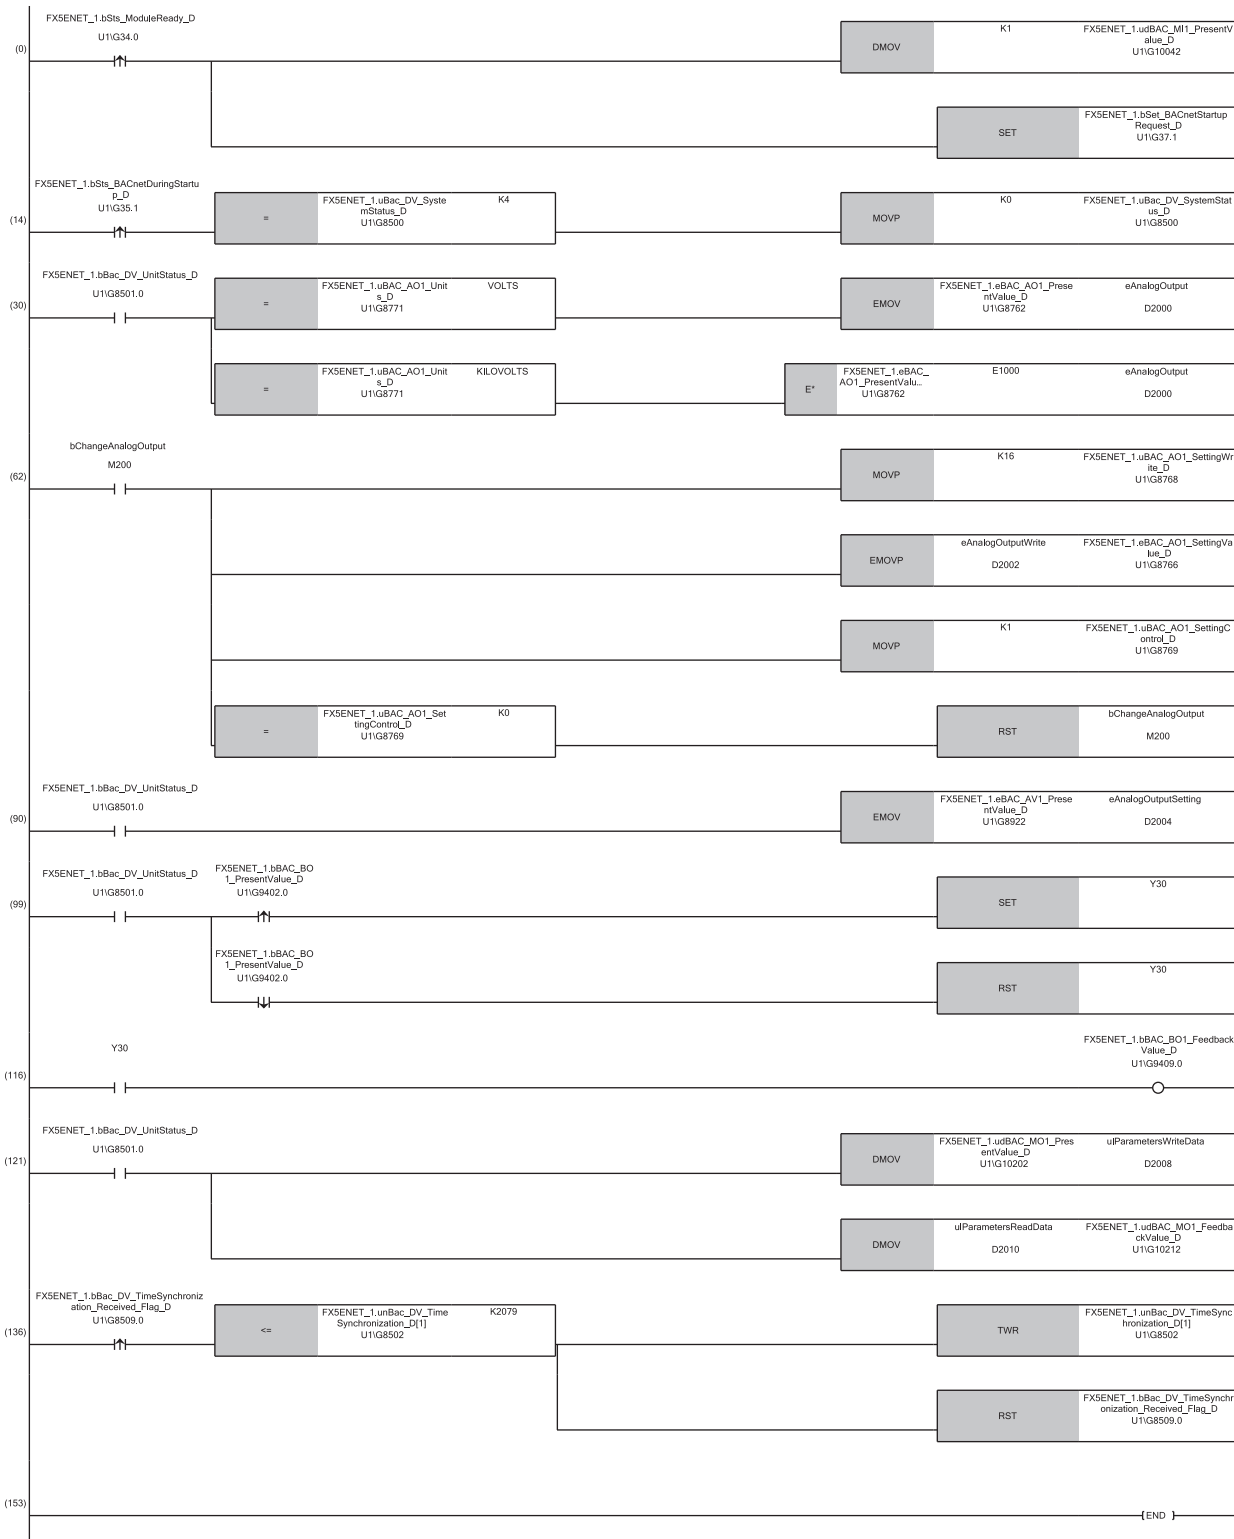 FX5ENET_1.bSts_ModuleReady_D
U1\G34.0
(0)
DMOV
K1
FX5ENET_1.udBAC_MI1_PresentV
alue_D
U1\G10042
SET
FX5ENET_1.bSet_BACnetStartup
Request_D
U1\G37.1
FX5ENET_1.bSts_BACnetDuringStartu
p_D
U1\G35.1
(14)
=
FX5ENET_1.uBac_DV_Syste
mStatus_D
U1\G8500
K4
MOVP
K0
FX5ENET_1.uBac_DV_SystemStat
us_D
U1\G8500
FX5ENET_1.bBac_DV_UnitStatus_D
U1\G8501.0
(30)
=
FX5ENET_1.uBAC_AO1_Unit
s_D
U1\G8771
VOLTS
EMOV
FX5ENET_1.eBAC_AO1_Prese
ntValue_D
U1\G8762
eAnalogOutput
D2000
=
FX5ENET_1.uBAC_AO1_Unit
s_D
U1\G8771
KILOVOLTS
E*
FX5ENET_1.eBAC_
AO1_PresentValu...
U1\G8762
E1000
eAnalogOutput
D2000
bChangeAnalogOutput
M200
(62)
MOVP
K16
FX5ENET_1.uBAC_AO1_SettingWr
ite_D
U1\G8768
EMOVP
eAnalogOutputWrite
D2002
FX5ENET_1.eBAC_AO1_SettingVa
lue_D
U1\G8766
MOVP
K1
FX5ENET_1.uBAC_AO1_SettingC
ontrol_D
U1\G8769
=
FX5ENET_1.uBAC_AO1_Set
tingControl_D
U1\G8769
K0
RST
bChangeAnalogOutput
M200
FX5ENET_1.bBac_DV_UnitStatus_D
U1\G8501.0
(90)
EMOV
FX5ENET_1.eBAC_AV1_Prese
ntValue_D
U1\G8922
eAnalogOutputSetting
D2004
FX5ENET_1.bBac_DV_UnitStatus_D
U1\G8501.0
(99)
FX5ENET_1.bBAC_BO
1_PresentValue_D
U1\G9402.0
SET
Y30
FX5ENET_1.bBAC_BO
1_PresentValue_D
U1\G9402.0
RST
Y30
Y30
(116)
FX5ENET_1.bBAC_BO1_Feedback
Value_D
U1\G9409.0
FX5ENET_1.bBac_DV_UnitStatus_D
U1\G8501.0
(121)
DMOV
FX5ENET_1.udBAC_MO1_Pres
entValue_D
U1\G10202
ulParametersWriteData
D2008
DMOV
ulParametersReadData
D2010
FX5ENET_1.udBAC_MO1_Feedba
ckValue_D
U1\G10212
FX5ENET_1.bBac_DV_TimeSynchroniz
ation_Received_Flag_D
U1\G8509.0
(136)
<=
FX5ENET_1.unBac_DV_Time
Synchronization_D[1]
U1\G8502
K2079
TWR
FX5ENET_1.unBac_DV_TimeSync
hronization_D[1]
U1\G8502
RST
FX5ENET_1.bBac_DV_TimeSynchr
onization_Received_Flag_D
U1\G8509.0
(153)
[END ]